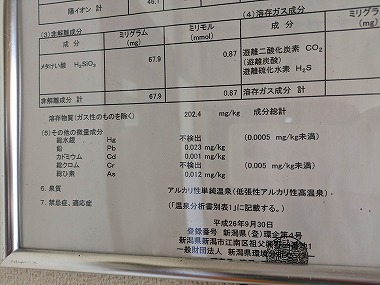 陽イオン 計
46.1
(4)溶存ガス成分
(3)非解離成分
成 分 ミリグラム (mg) ミリモル (mmol) 成 分
メタけい酸 H₂SiO₃ 67.9 0.87 遊離二酸化炭素 CO₂
(遊離炭酸)
遊離硫化水素 H₂S
非解離成分 計 67.9 0.87 溶存ガス成分 計
溶存物質(ガス性のものを除く) 202.4 mg/kg 成分総計
(5)その他の微量成分
総水銀 Hg 不検出 (0.0005 mg/kg未満)
鉛 Pb 0.023 mg/kg
カドミウム Cd 0.001 mg/kg
総クロム Cr 不検出 (0.005 mg/kg未満)
総ひ素 As 0.012 mg/kg
6. 泉質 アルカリ性単純温泉(低張性アルカリ性高温泉)
7. 禁忌症、適応症 (「温泉分析書別表1」に記載する。)
平成26年9月30日
登録番号 新潟県(登)環企第4号
新潟県新潟市江南区祖父興野
一般財団法人 新潟県環境